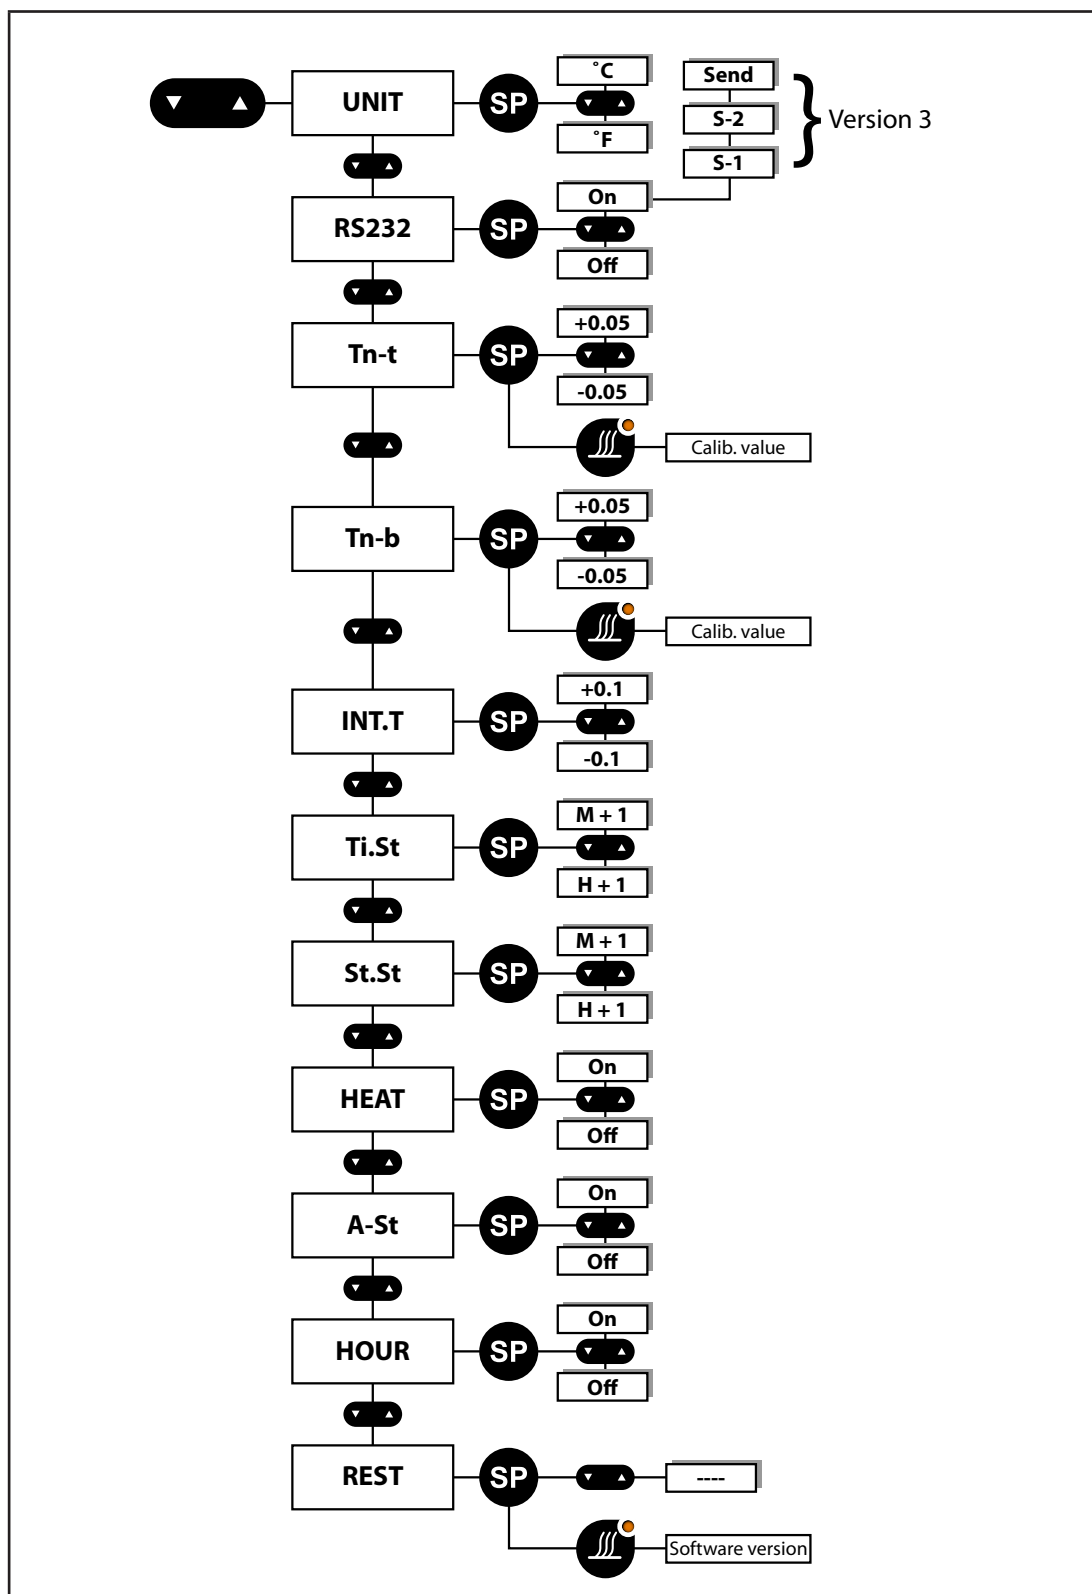 UNIT
SP
°C
°F
Send
S-2
S-1
Version 3
RS232
SP
On
Off
Tn-t
SP
+0.05
-0.05
Calib. value
Tn-b
SP
+0.05
-0.05
Calib. value
INT.T
SP
+0.1
-0.1
Ti.St
SP
M + 1
H + 1
St.St
SP
M + 1
H + 1
HEAT
SP
On
Off
A-St
SP
On
Off
HOUR
SP
On
Off
REST
SP
----
Software version